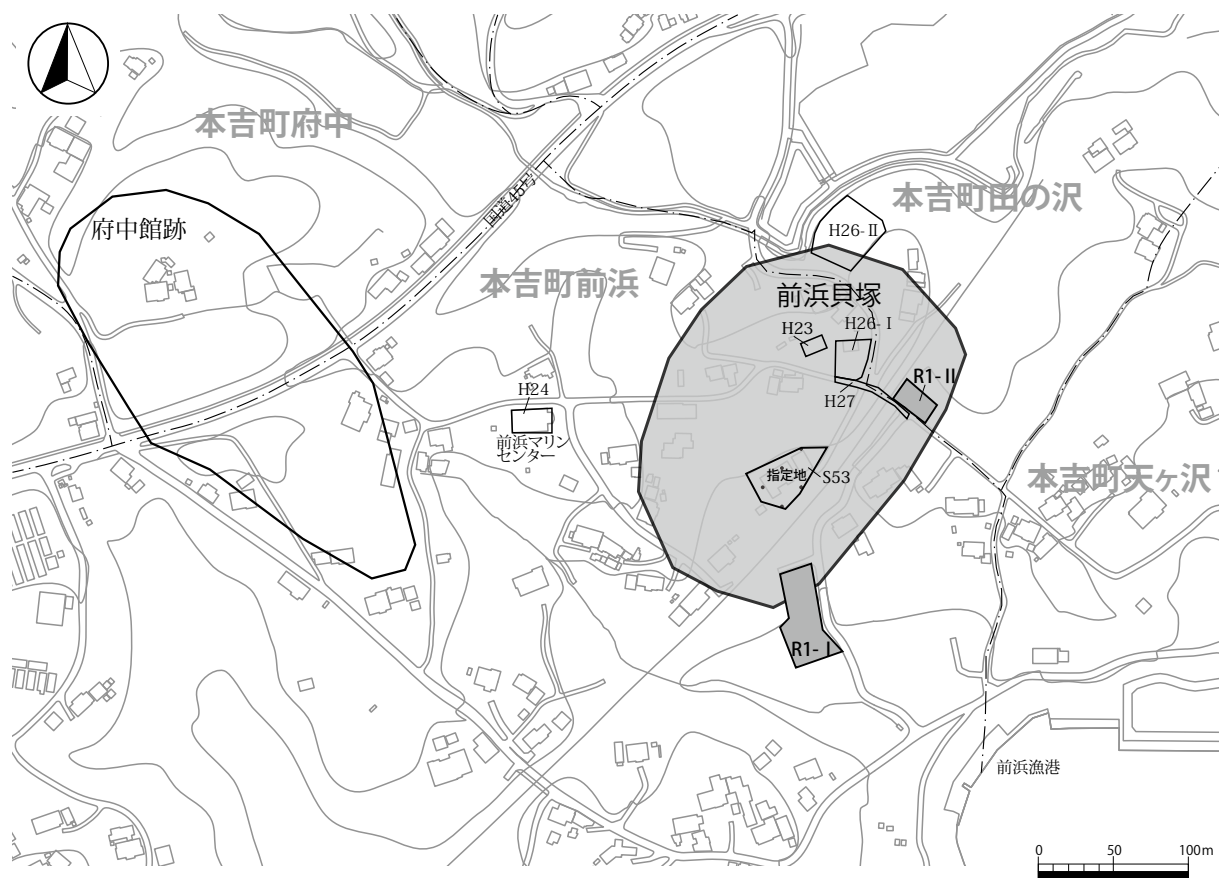 本吉町府中
国道45号
本吉町田の沢
府中館跡
H26-Ⅱ
本吉町前浜
前浜貝塚
H23
H26-Ⅰ
R1-Ⅱ
H24
H27
前浜マリン
センター
指定地
S53
本吉町天ヶ沢
R1-Ⅰ
前浜漁港
0 50 100m